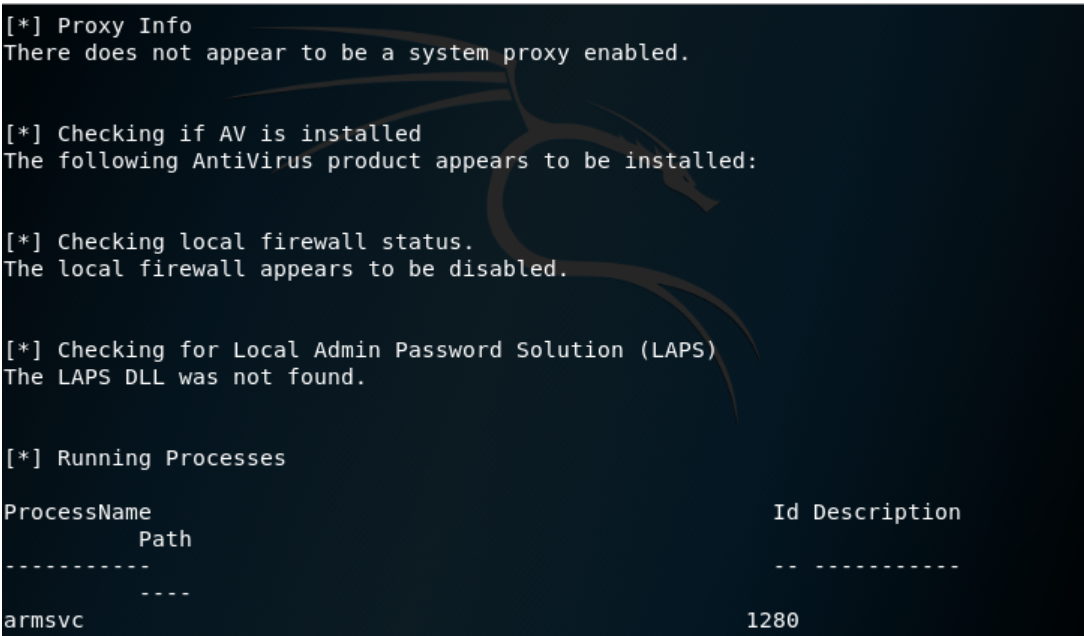 [*] Proxy Info
There does not appear to be a system proxy enabled.
[*] Checking if AV is installed
The following AntiVirus product appears to be installed:
[*] Checking local firewall status.
The local firewall appears to be disabled.
[*] Checking for Local Admin Password Solution (LAPS)
The LAPS DLL was not found.
[*] Running Processes
ProcessName Id Description
Path
----------- -- -----------
----
armsvc 1280